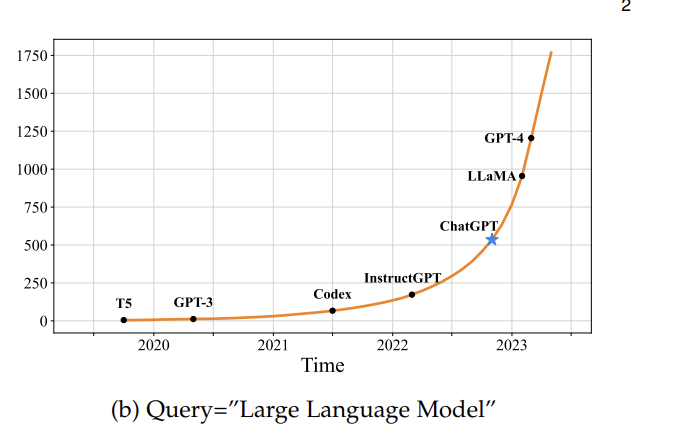 2
1750
1500
1250
GPT-4
1000
LLaMA
750
ChatGPT
500
InstructGPT
250
T5 GPT-3 Codex
0
2020 2021 2022 2023
Time
(b) Query=”Large Language Model”